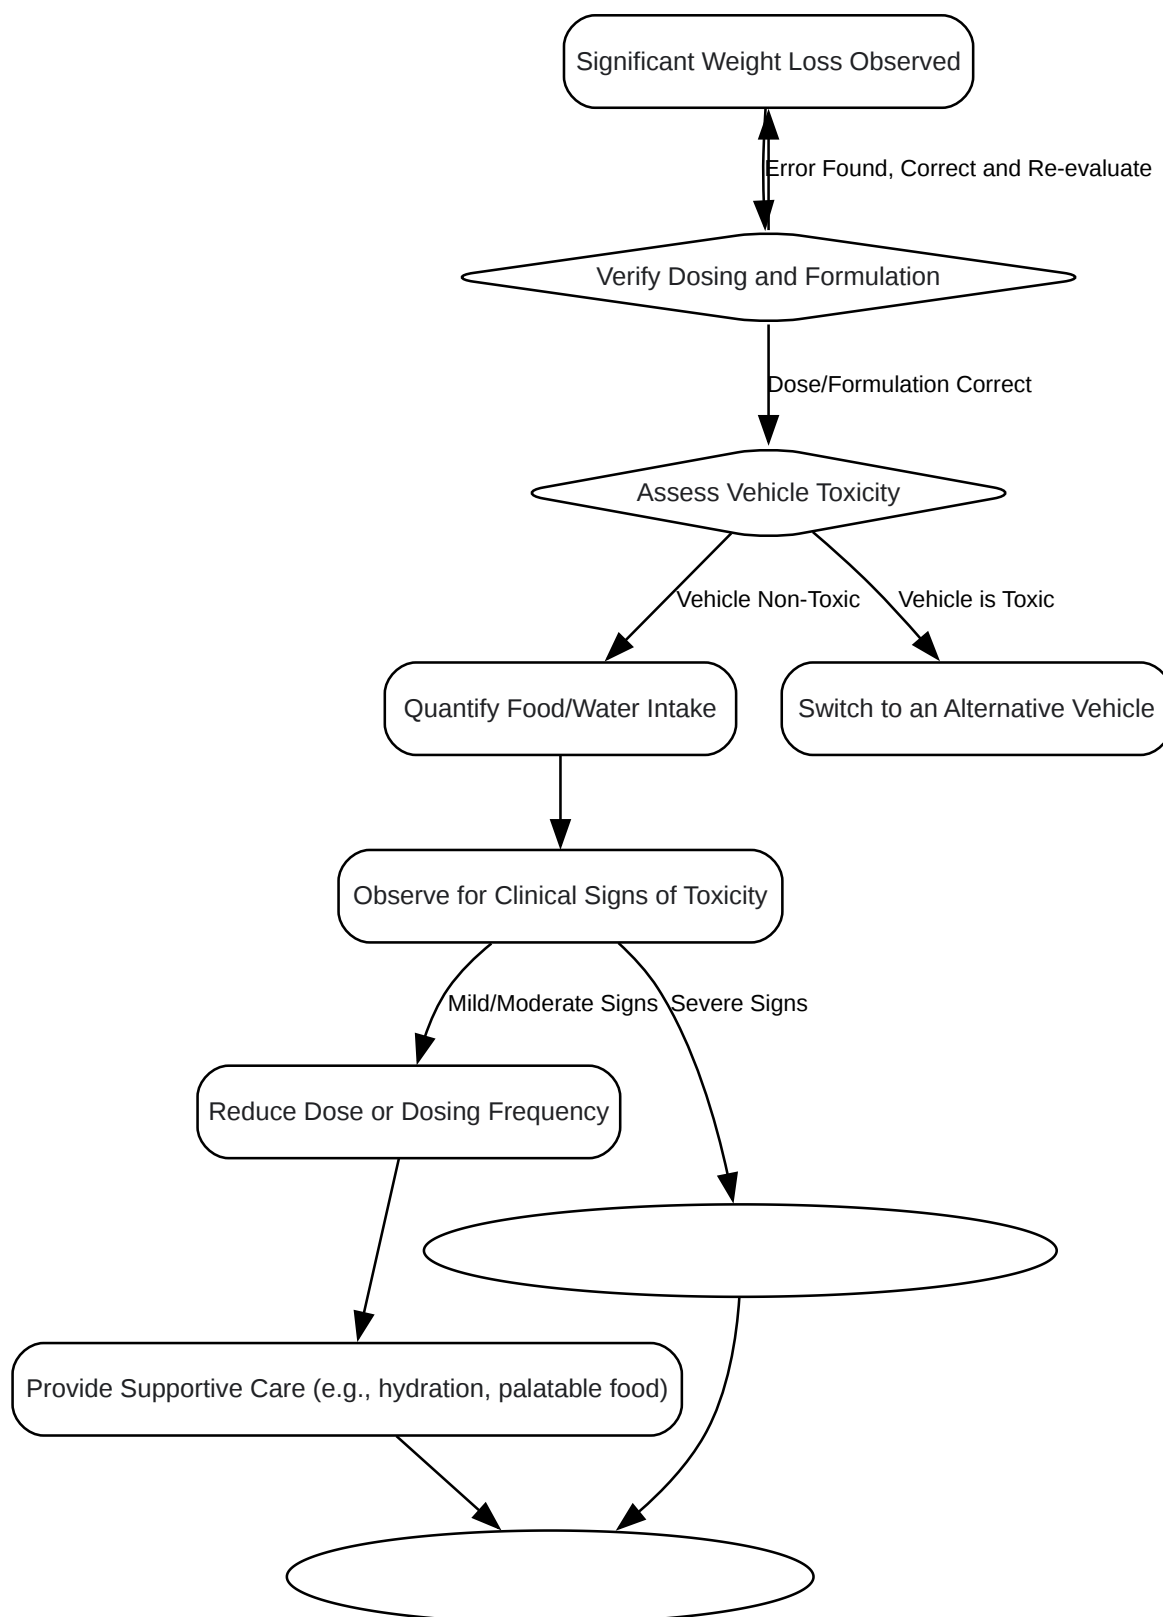 Significant Weight Loss Observed
Error Found, Correct and Re-evaluate
Verify Dosing and Formulation
Dose/Formulation Correct
Assess Vehicle Toxicity
Vehicle Non-Toxic
Vehicle is Toxic
Quantify Food/Water Intake
Switch to an Alternative Vehicle
Observe for Clinical Signs of Toxicity
Mild/Moderate Signs
Severe Signs
Reduce Dose or Dosing Frequency
Provide Supportive Care (e.g., hydration, palatable food)